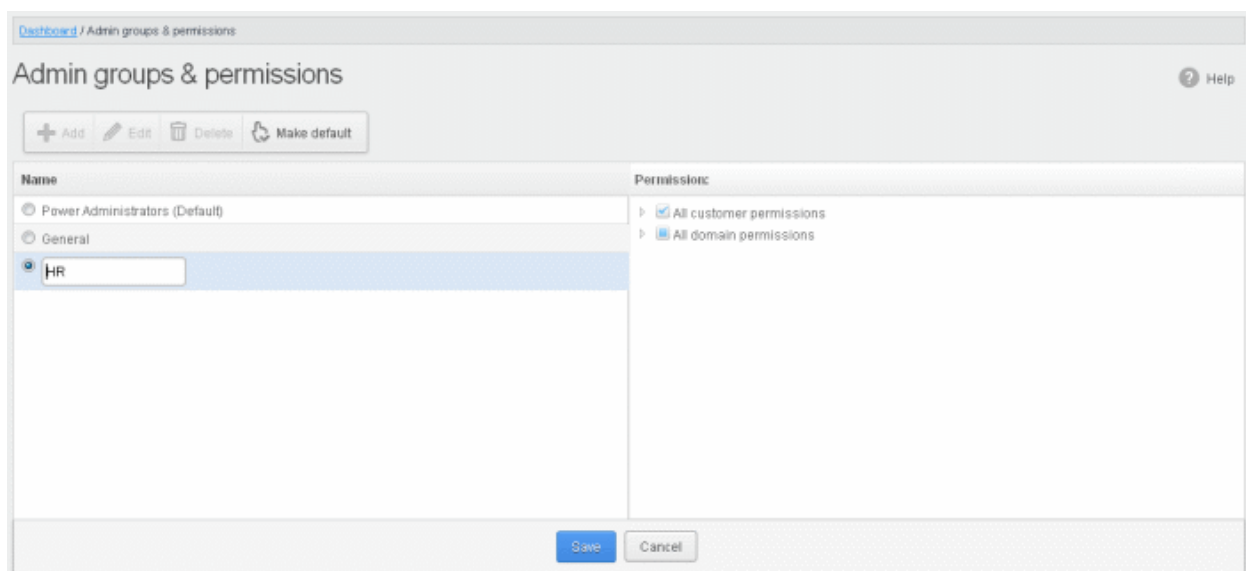 Dashboard / Admin groups & permissions
Admin groups & permissions
Help
Add Edit Delete Make default
Name Permission:
Power Administrators (Default) All customer permissions
General All domain permissions
HR
Save Cancel